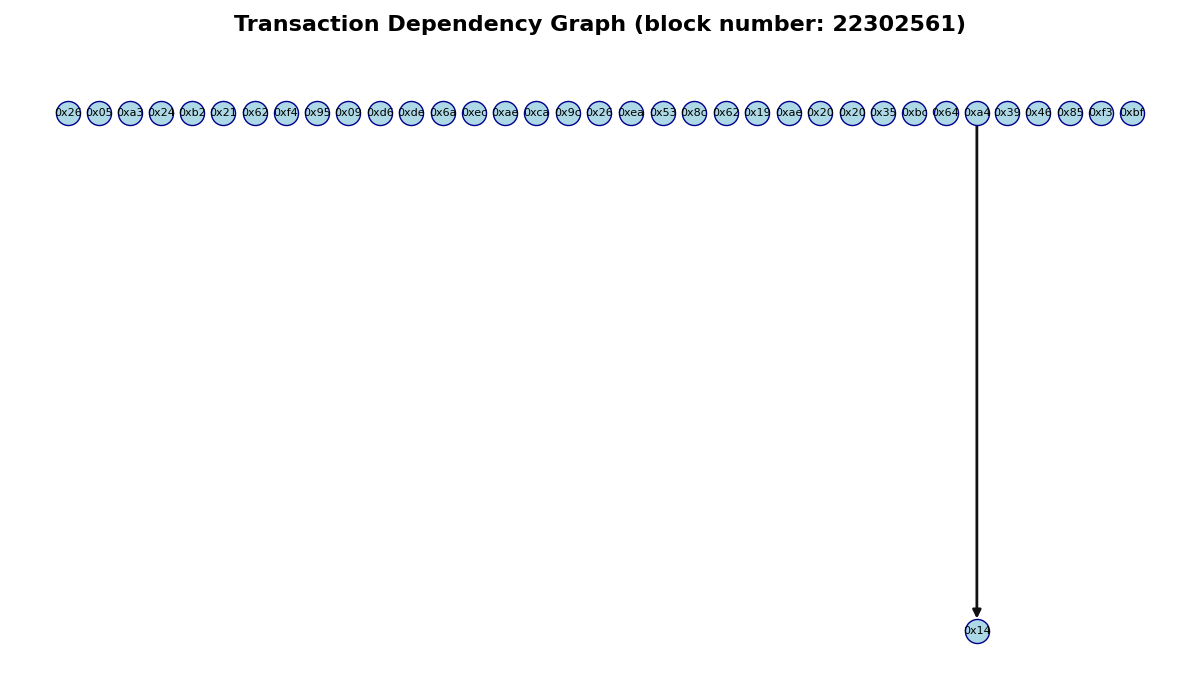 Transaction Dependency Graph (block number: 22302561)
0x26 0x05 0xa3 0x24 0xb2 0x21 0x62 0xf4 0x95 0x09 0xd6 0xde 0x6a 0xec 0xae 0xca 0x9c 0x26 0xea 0x53 0x8c 0x62 0x19 0xae 0x20 0x20 0x35 0xbc 0x64 0xa4 0x39 0x46 0x85 0xf3 0xbf
0x14